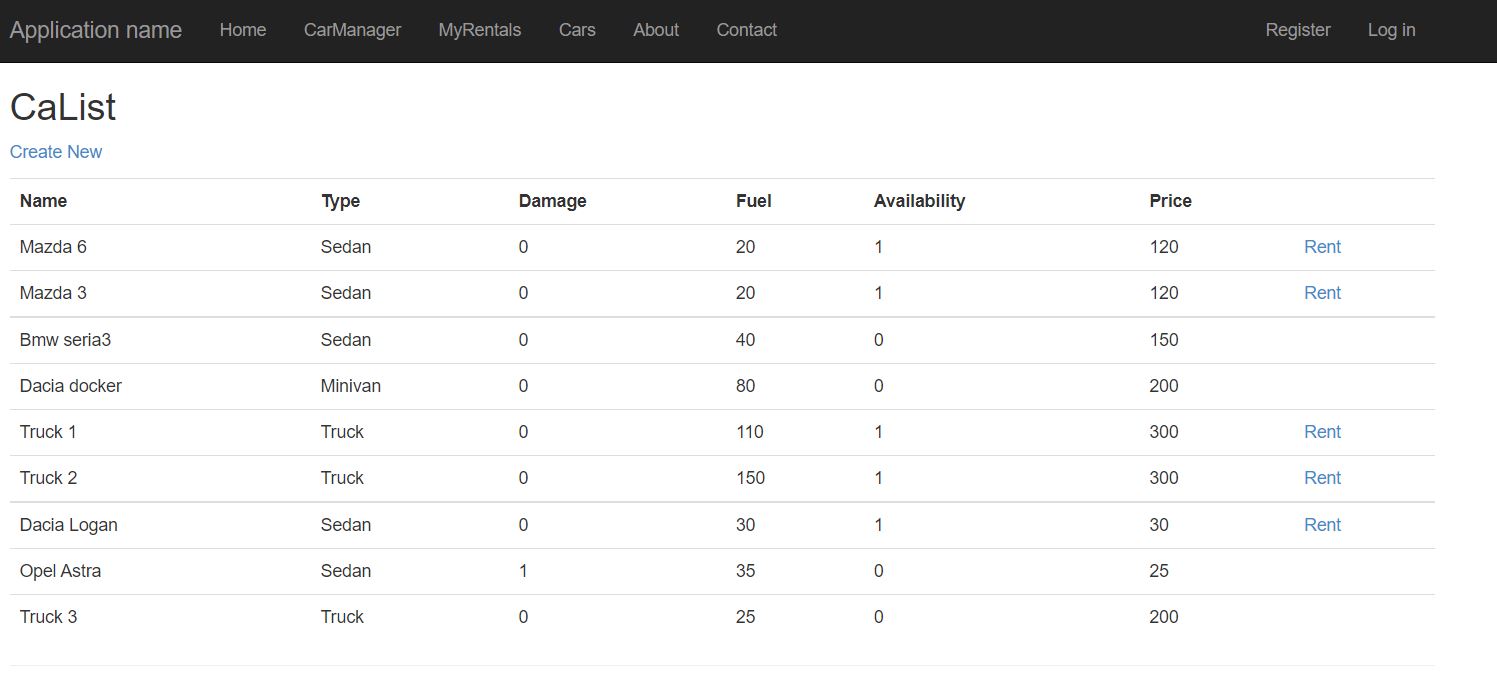 Application name Home CarManager MyRentals Cars About Contact Register Log in
CaList
Create New
Name Type Damage Fuel Availability Price
Mazda 6 Sedan 0 20 1 120 Rent
Mazda 3 Sedan 0 20 1 120 Rent
Bmw seria3 Sedan 0 40 0 150
Dacia docker Minivan 0 80 0 200
Truck 1 Truck 0 110 1 300 Rent
Truck 2 Truck 0 150 1 300 Rent
Dacia Logan Sedan 0 30 1 30 Rent
Opel Astra Sedan 1 35 0 25
Truck 3 Truck 0 25 0 200